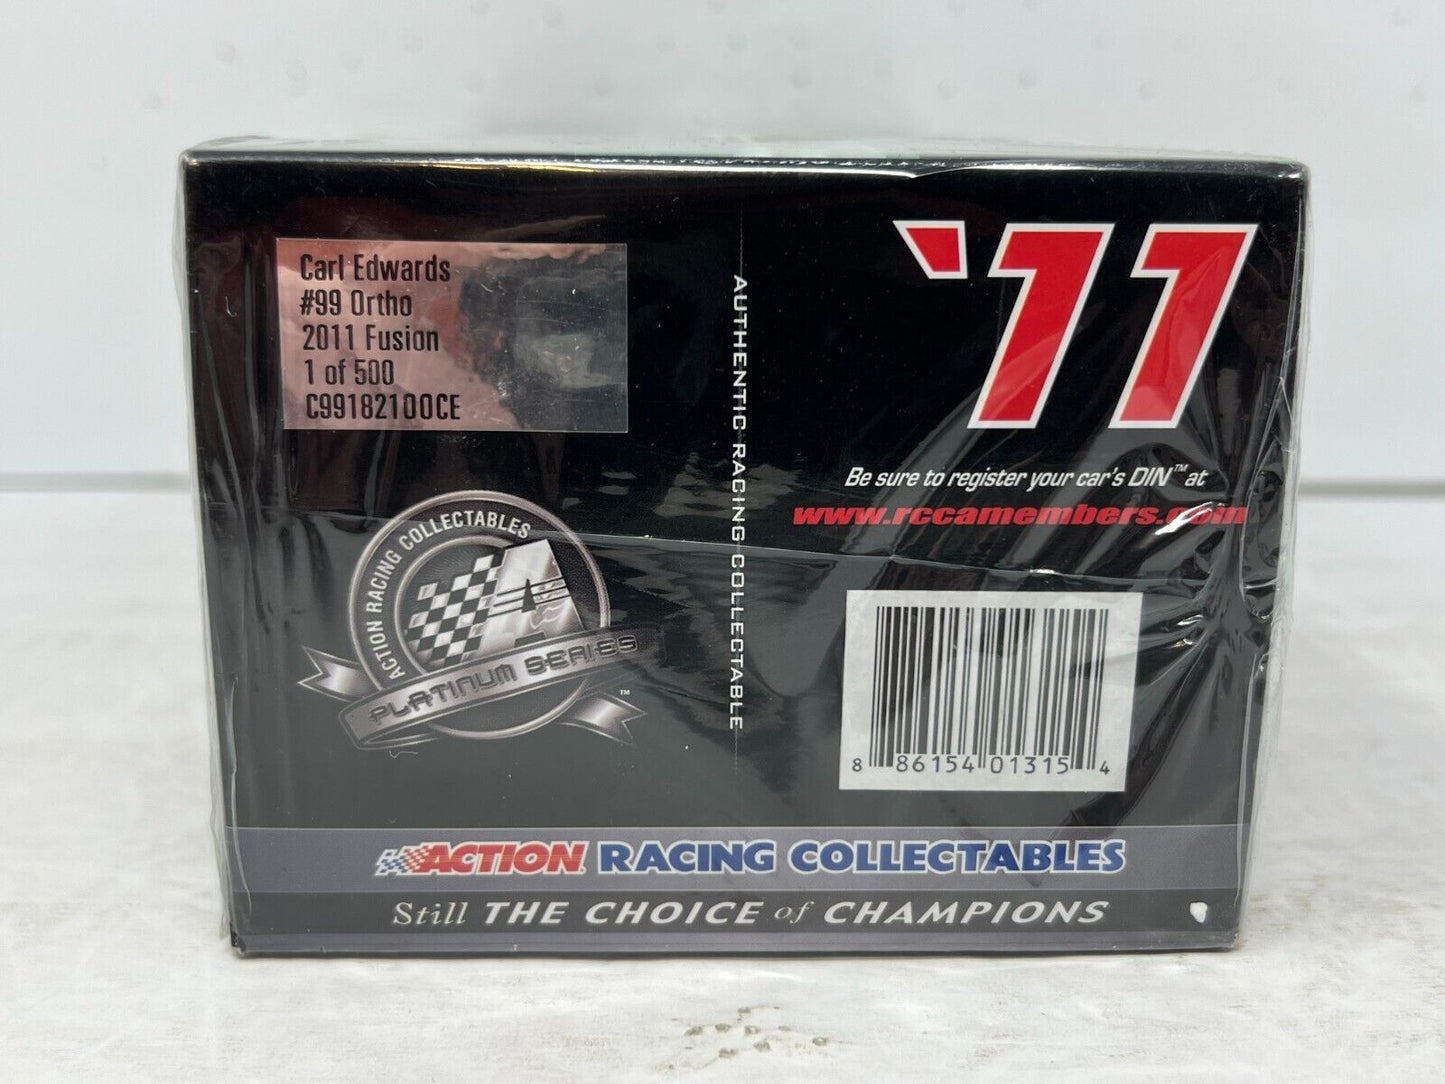 Carl Edwards
#99 Ortho
2011 Fusion
1 of 500
C99182100CE
ACTION RACING COLLECTABLES
A
PLATINUM SERIES
™
AUTHENTIC RACING COLLECTABLE
'11
Be sure to register your car's DIN™ at
www.rccamembers.com
8 86154 01315 4
ACTION RACING COLLECTABLES
Still THE CHOICE of CHAMPIONS